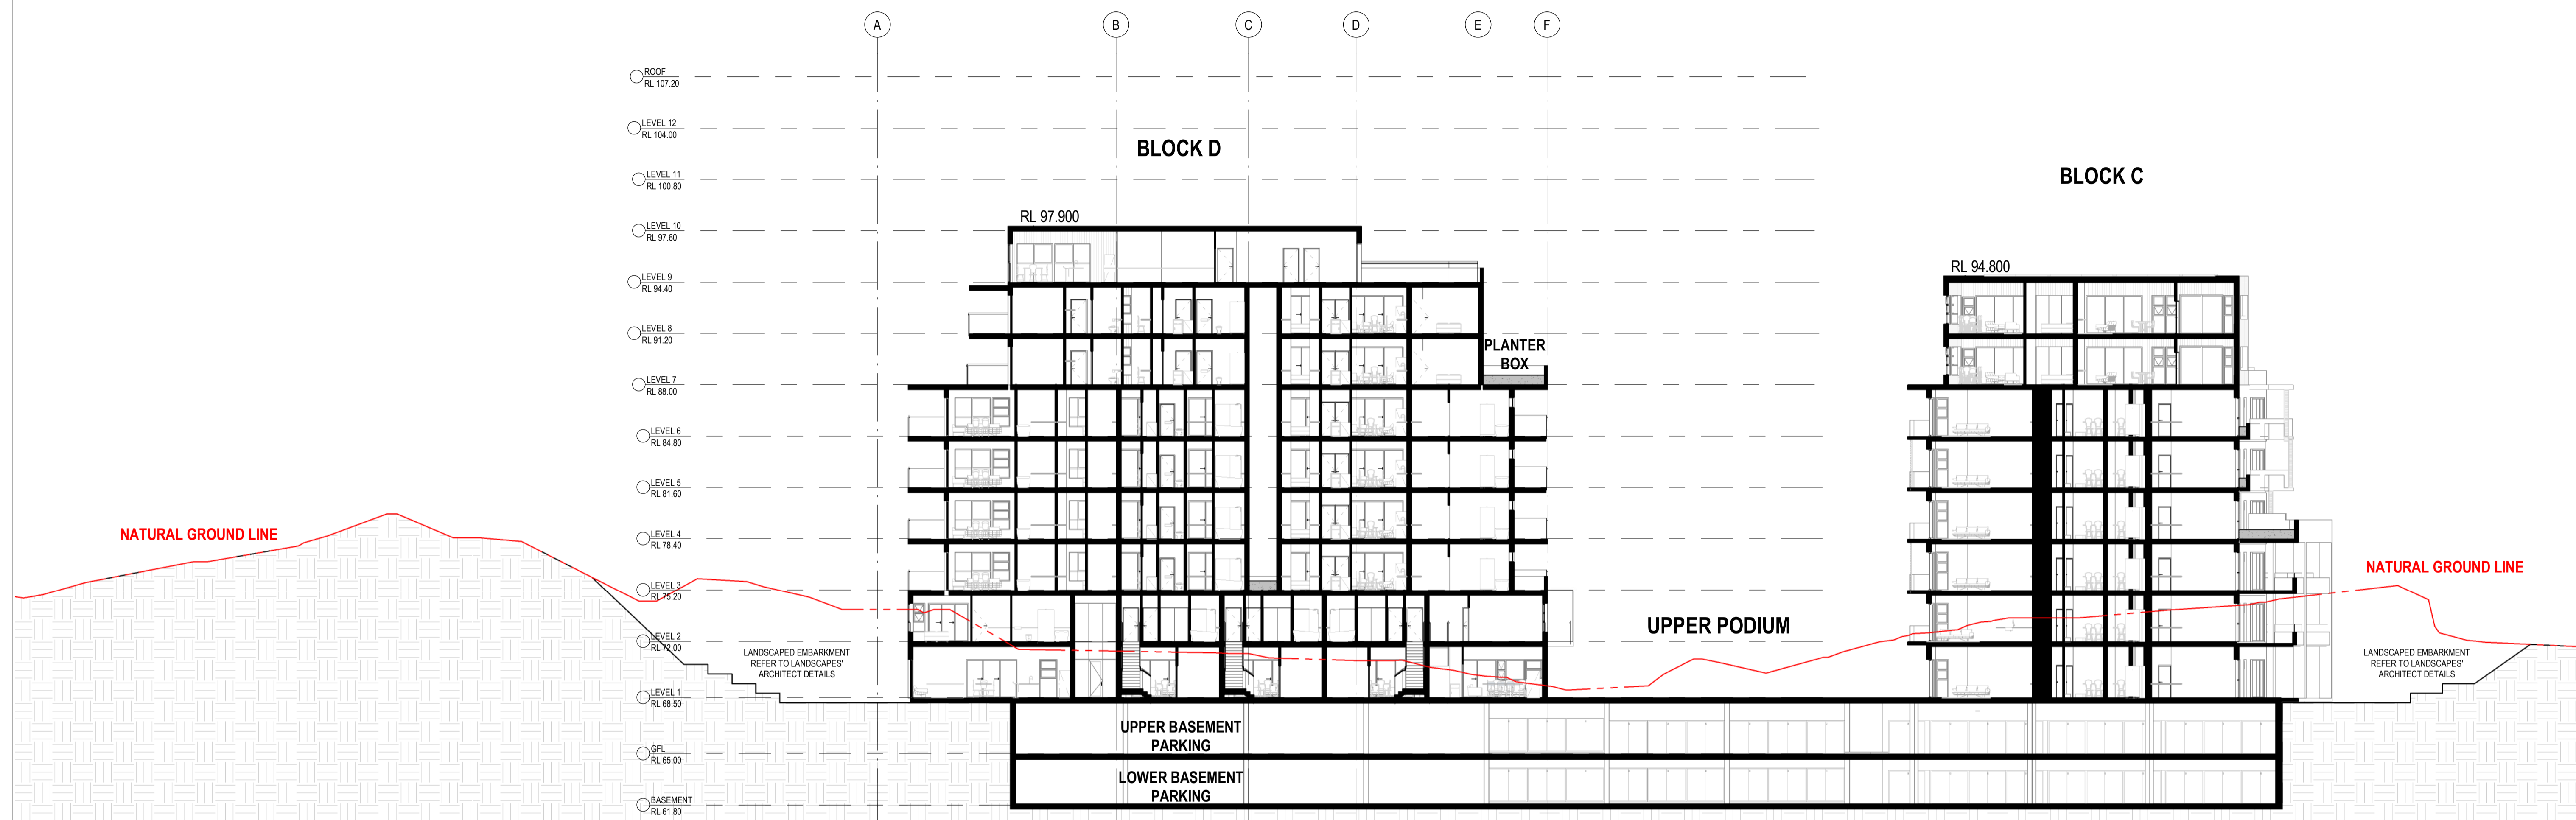 A
B
C
D
E
F
ROOF
RL 107.20
LEVEL 12
RL 104.00
BLOCK D
LEVEL 11
RL 100.80
BLOCK C
RL 97.900
LEVEL 10
RL 97.60
RL 94.800
LEVEL 9
RL 94.40
LEVEL 8
RL 91.20
PLANTER
BOX
LEVEL 7
RL 88.00
LEVEL 6
RL 84.80
LEVEL 5
RL 81.60
NATURAL GROUND LINE
LEVEL 4
RL 78.40
NATURAL GROUND LINE
LEVEL 3
RL 75.20
UPPER PODIUM
LEVEL 2
RL 72.00
LANDSCAPED EMBARKMENT
REFER TO LANDSCAPES'
ARCHITECT DETAILS
LANDSCAPED EMBARKMENT
REFER TO LANDSCAPES'
ARCHITECT DETAILS
LEVEL 1
RL 68.50
UPPER BASEMENT
PARKING
GFL
RL 65.00
LOWER BASEMENT
PARKING
BASEMENT
RL 61.80